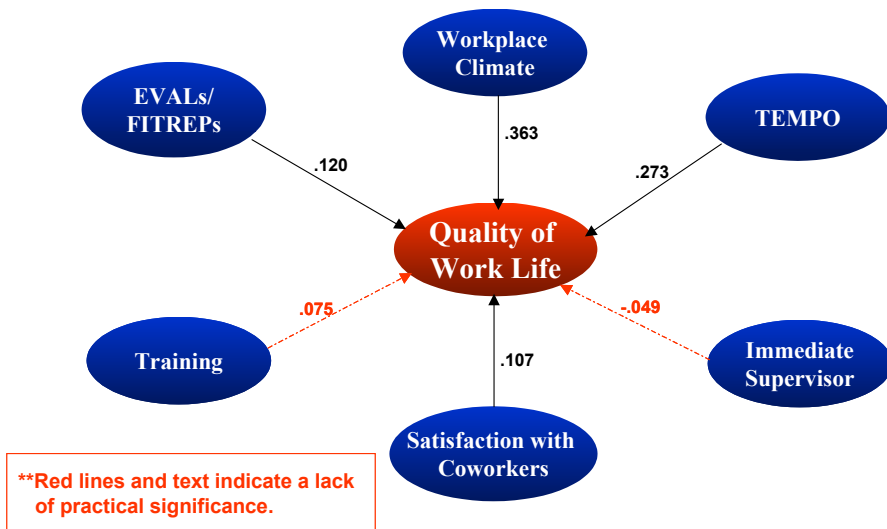 Workplace
Climate
EVALs/
FITREPs
TEMPO
.363
.120
.273
Quality of
Work Life
.075
-.049
Training
.107
Immediate
Supervisor
Satisfaction with
Coworkers
**Red lines and text indicate a lack
of practical significance.